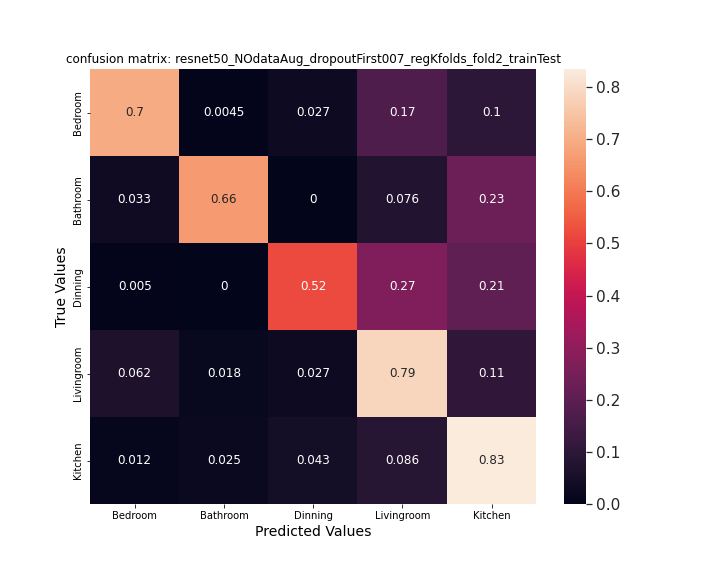 confusion matrix: resnet50_NOdataAug_dropoutFirst007_regKfolds_fold2_trainTest
True Values
Bedroom 0.7 0.0045 0.027 0.17 0.1
Bathroom 0.033 0.66 0 0.076 0.23
Dinning 0.005 0 0.52 0.27 0.21
Livingroom 0.062 0.018 0.027 0.79 0.11
Kitchen 0.012 0.025 0.043 0.086 0.83
Bedroom Bathroom Dinning Livingroom Kitchen
Predicted Values
0.8
0.7
0.6
0.5
0.4
0.3
0.2
0.1
0.0